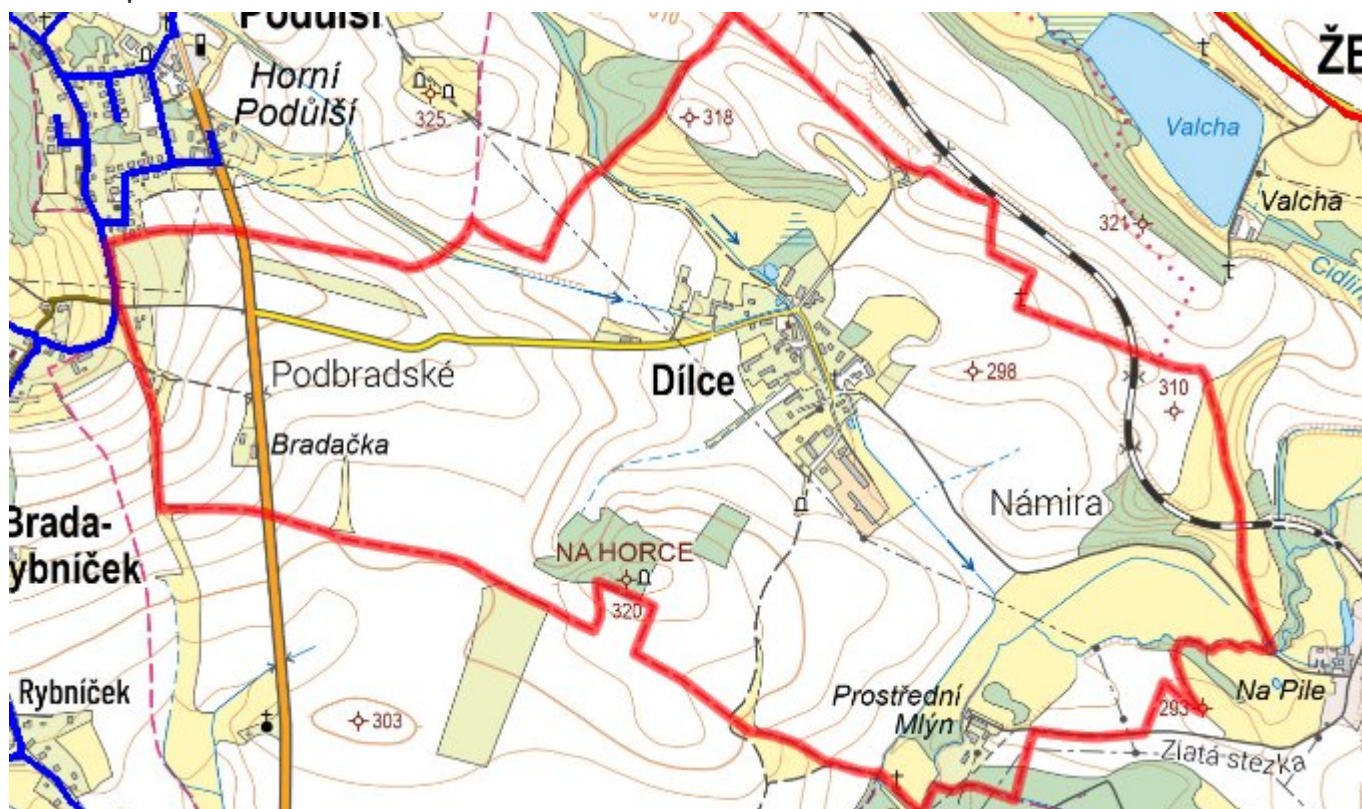 Podůlší
Horní
Podůlší
325
318
310
ŽE
Valcha
Valcha
321
Cidlin
298
310
Podbradské
Dílce
Bradačka
Námira
Brada-
Rybníček
NA HORCE
320
Rybníček
303
Prostřední
Mlýn
293
Na Pile
Zlatá stezka